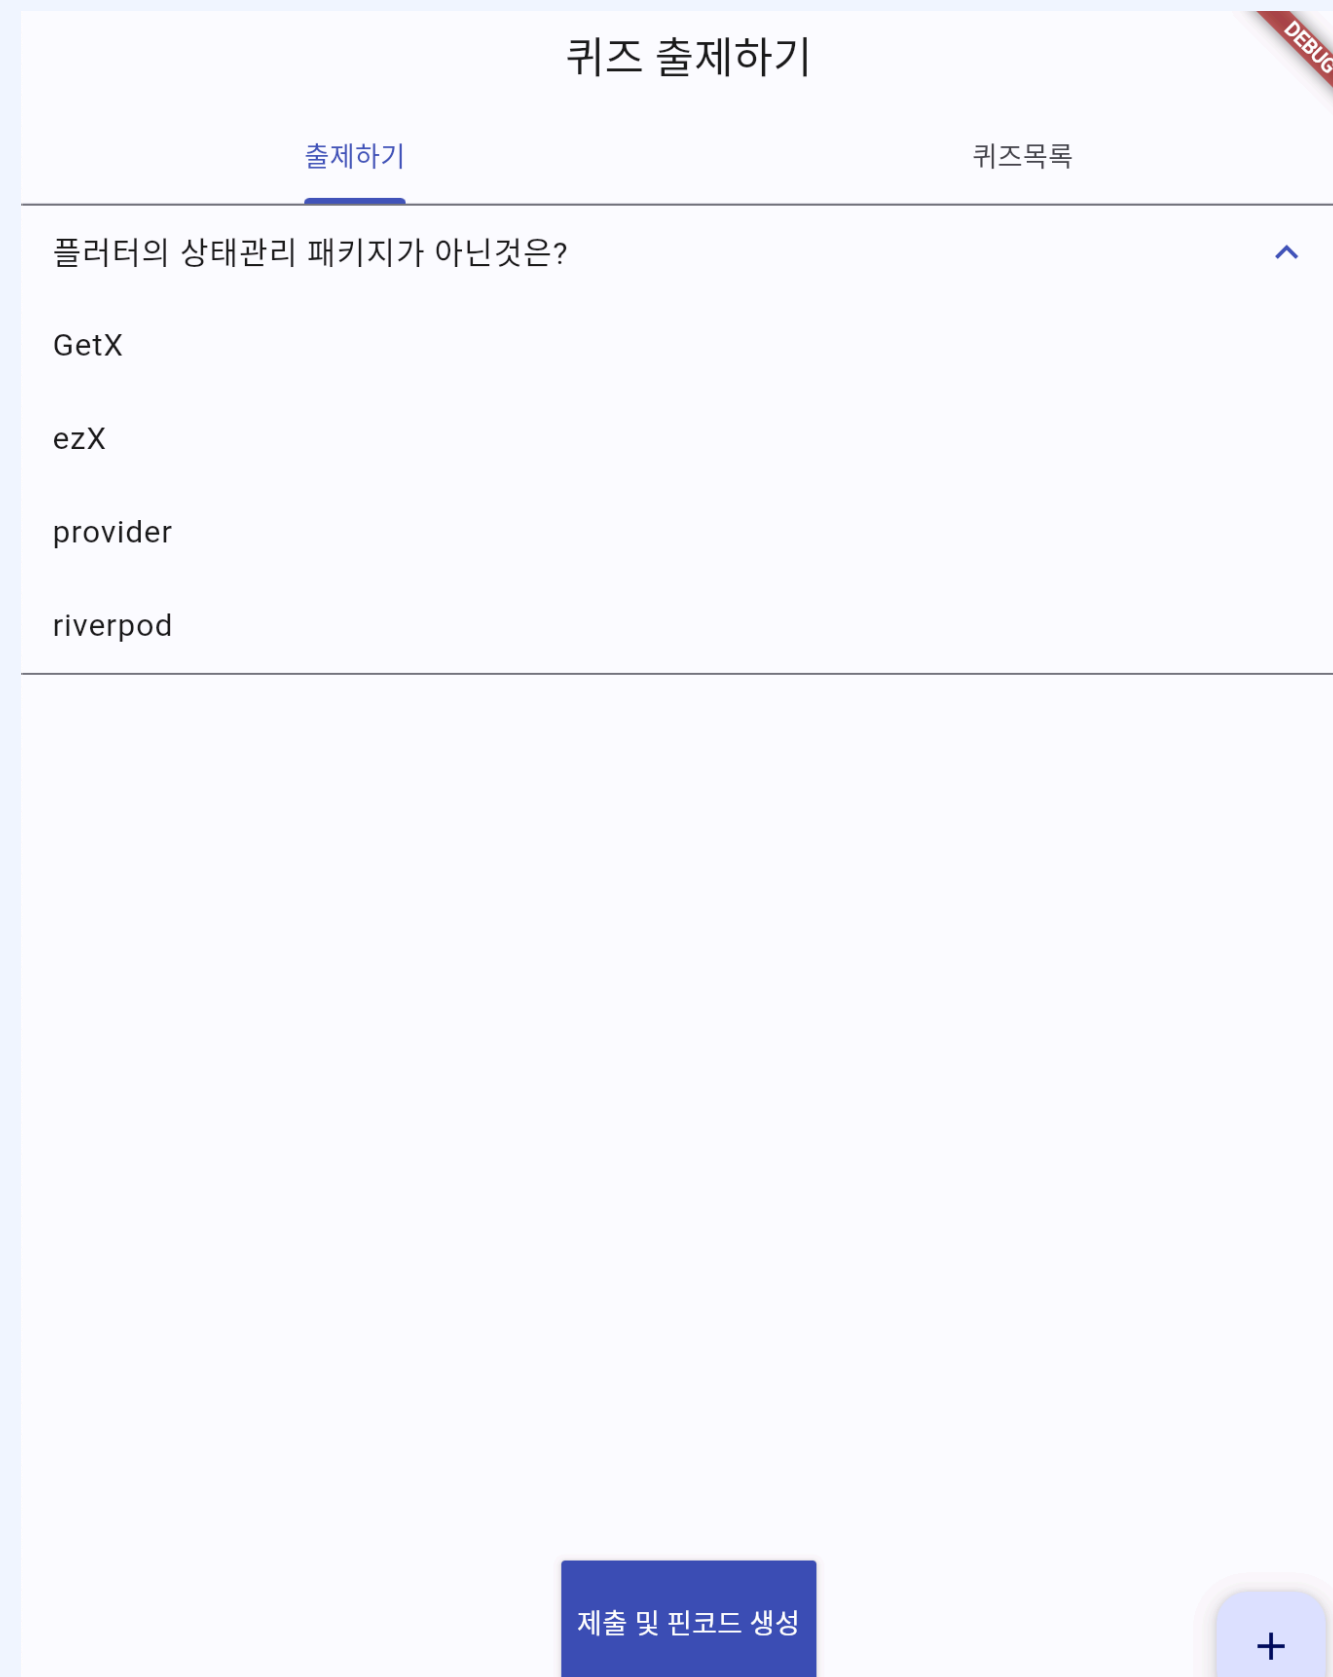 퀴즈 출제하기
DEBUG
출제하기
퀴즈목록
플러터의 상태관리 패키지가 아닌것은?
GetX
ezX
provider
riverpod
제출 및 핀코드 생성